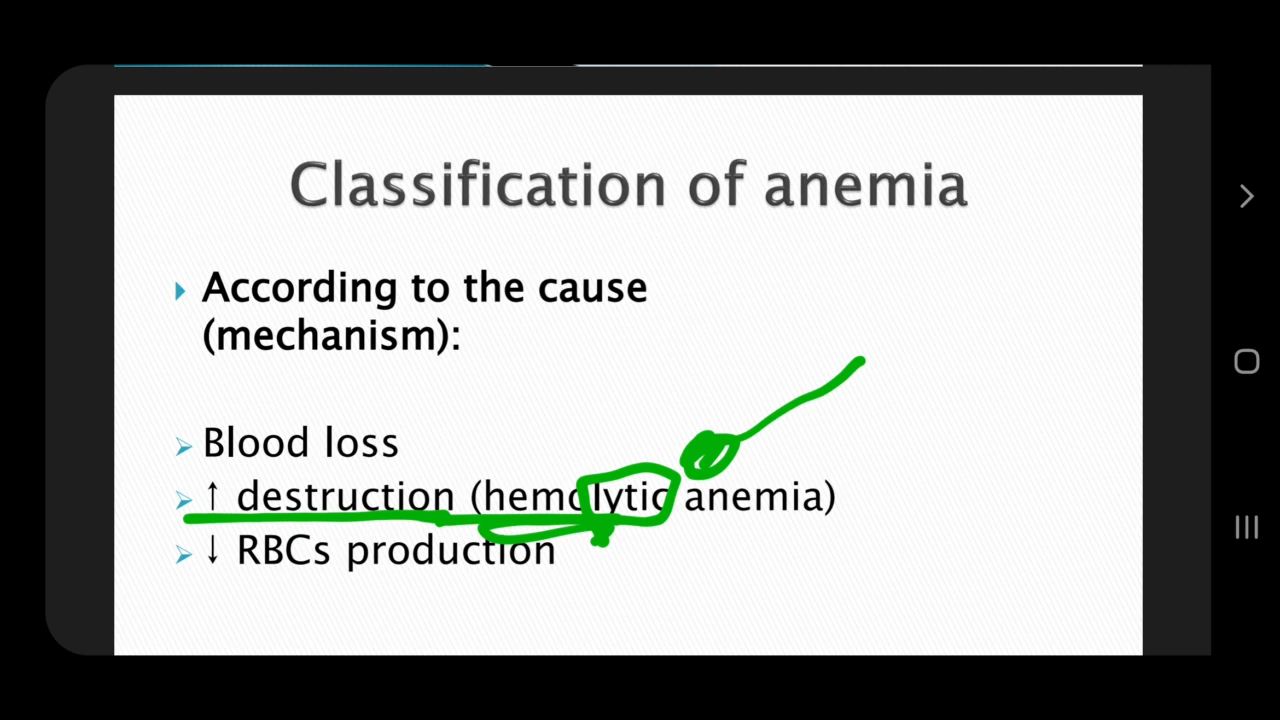 Classification of anemia
According to the cause
(mechanism):
Blood loss
↑ destruction (hemolytic anemia)
↓ RBCs production